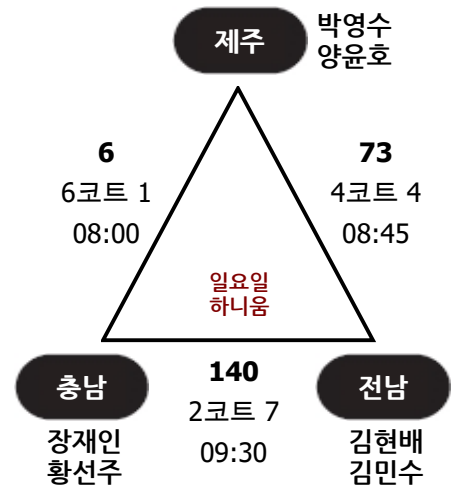 제주
박영수
양윤호
6
6코트 1
08:00
73
4코트 4
08:45
일요일
하니움
충남
장재인
황선주
140
2코트 7
09:30
전남
김현배
김민수